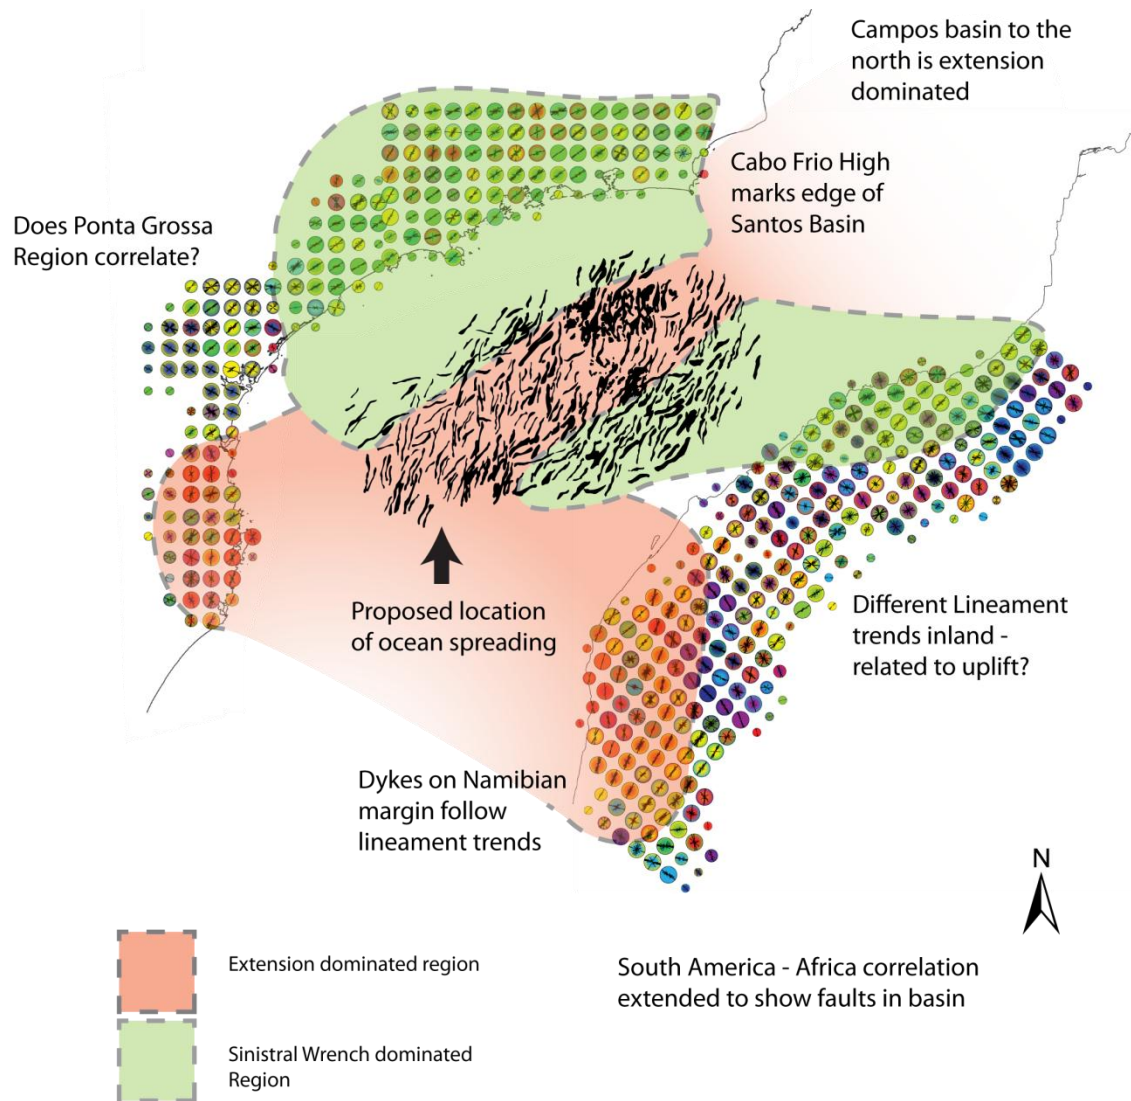 Campos basin to the
north is extension
dominated
Cabo Frio High
marks edge of
Santos Basin
Does Ponta Grossa
Region correlate?
Proposed location
of ocean spreading
Different Lineament
trends inland -
related to uplift?
Dykes on Namibian
margin follow
lineament trends
N
Extension dominated region
South America - Africa correlation
extended to show faults in basin
Sinistral Wrench dominated
Region